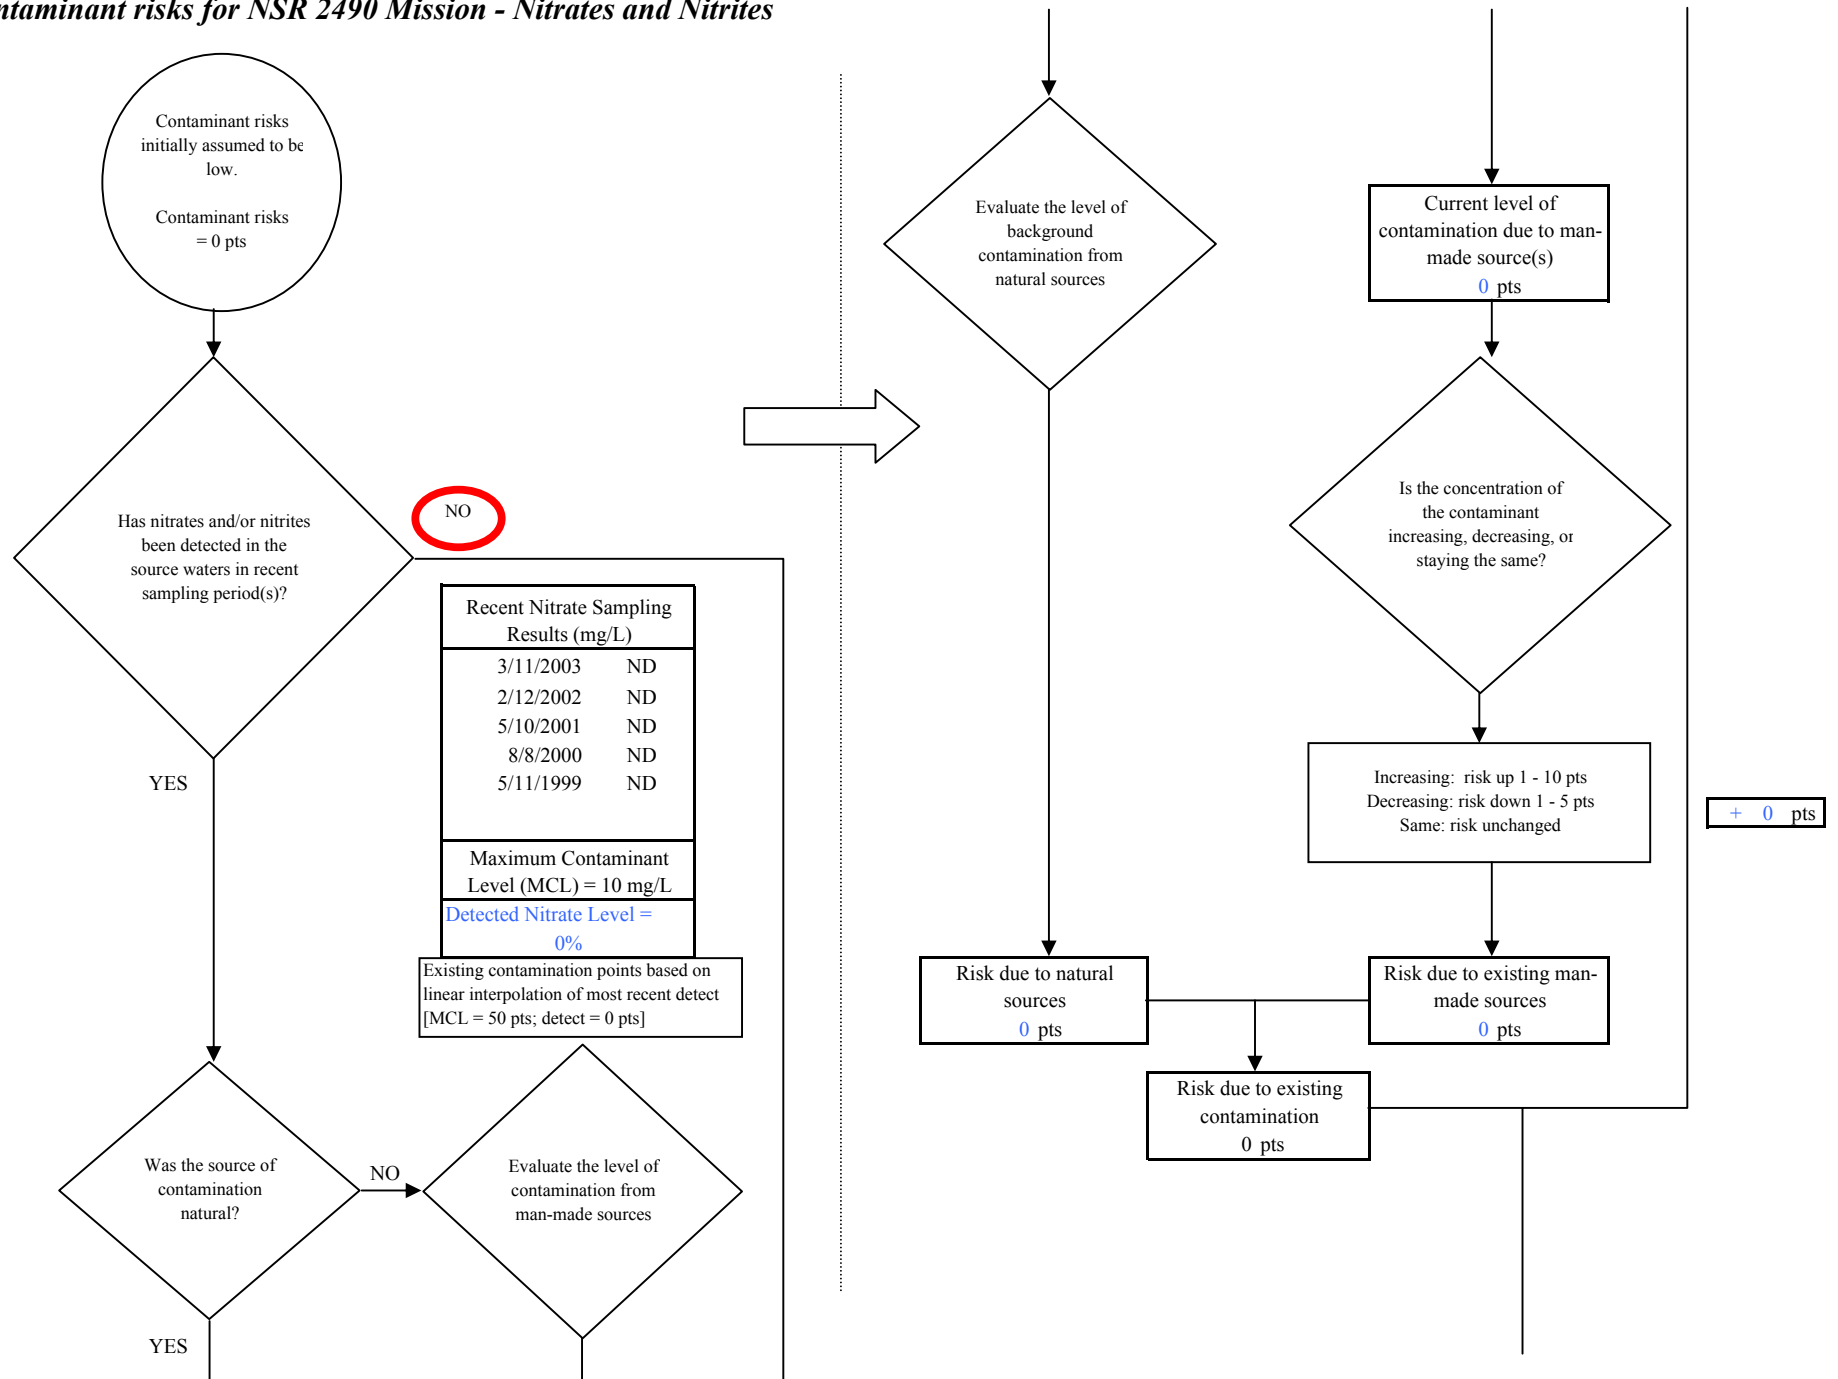 ntaminant risks for NSR 2490 Mission - Nitrates and Nitrites
Contaminant risks
initially assumed to be
low.
Contaminant risks
= 0 pts
Has nitrates and/or nitrites
been detected in the
source waters in recent
sampling period(s)?
NO
YES
Recent Nitrate Sampling
Results (mg/L)
3/11/2003 ND
2/12/2002 ND
5/10/2001 ND
8/8/2000 ND
5/11/1999 ND
Maximum Contaminant
Level (MCL) = 10 mg/L
Detected Nitrate Level =
0%
Existing contamination points based on
linear interpolation of most recent detect
[MCL = 50 pts; detect = 0 pts]
Was the source of
contamination
natural?
NO
YES
Evaluate the level of
contamination from
man-made sources
Evaluate the level of
background
contamination from
natural sources
Current level of
contamination due to man-
made source(s)
0 pts
Is the concentration of
the contaminant
increasing, decreasing, or
staying the same?
Increasing: risk up 1 - 10 pts
Decreasing: risk down 1 - 5 pts
Same: risk unchanged
+ 0 pts
Risk due to natural
sources
0 pts
Risk due to existing man-
made sources
0 pts
Risk due to existing
contamination
0 pts